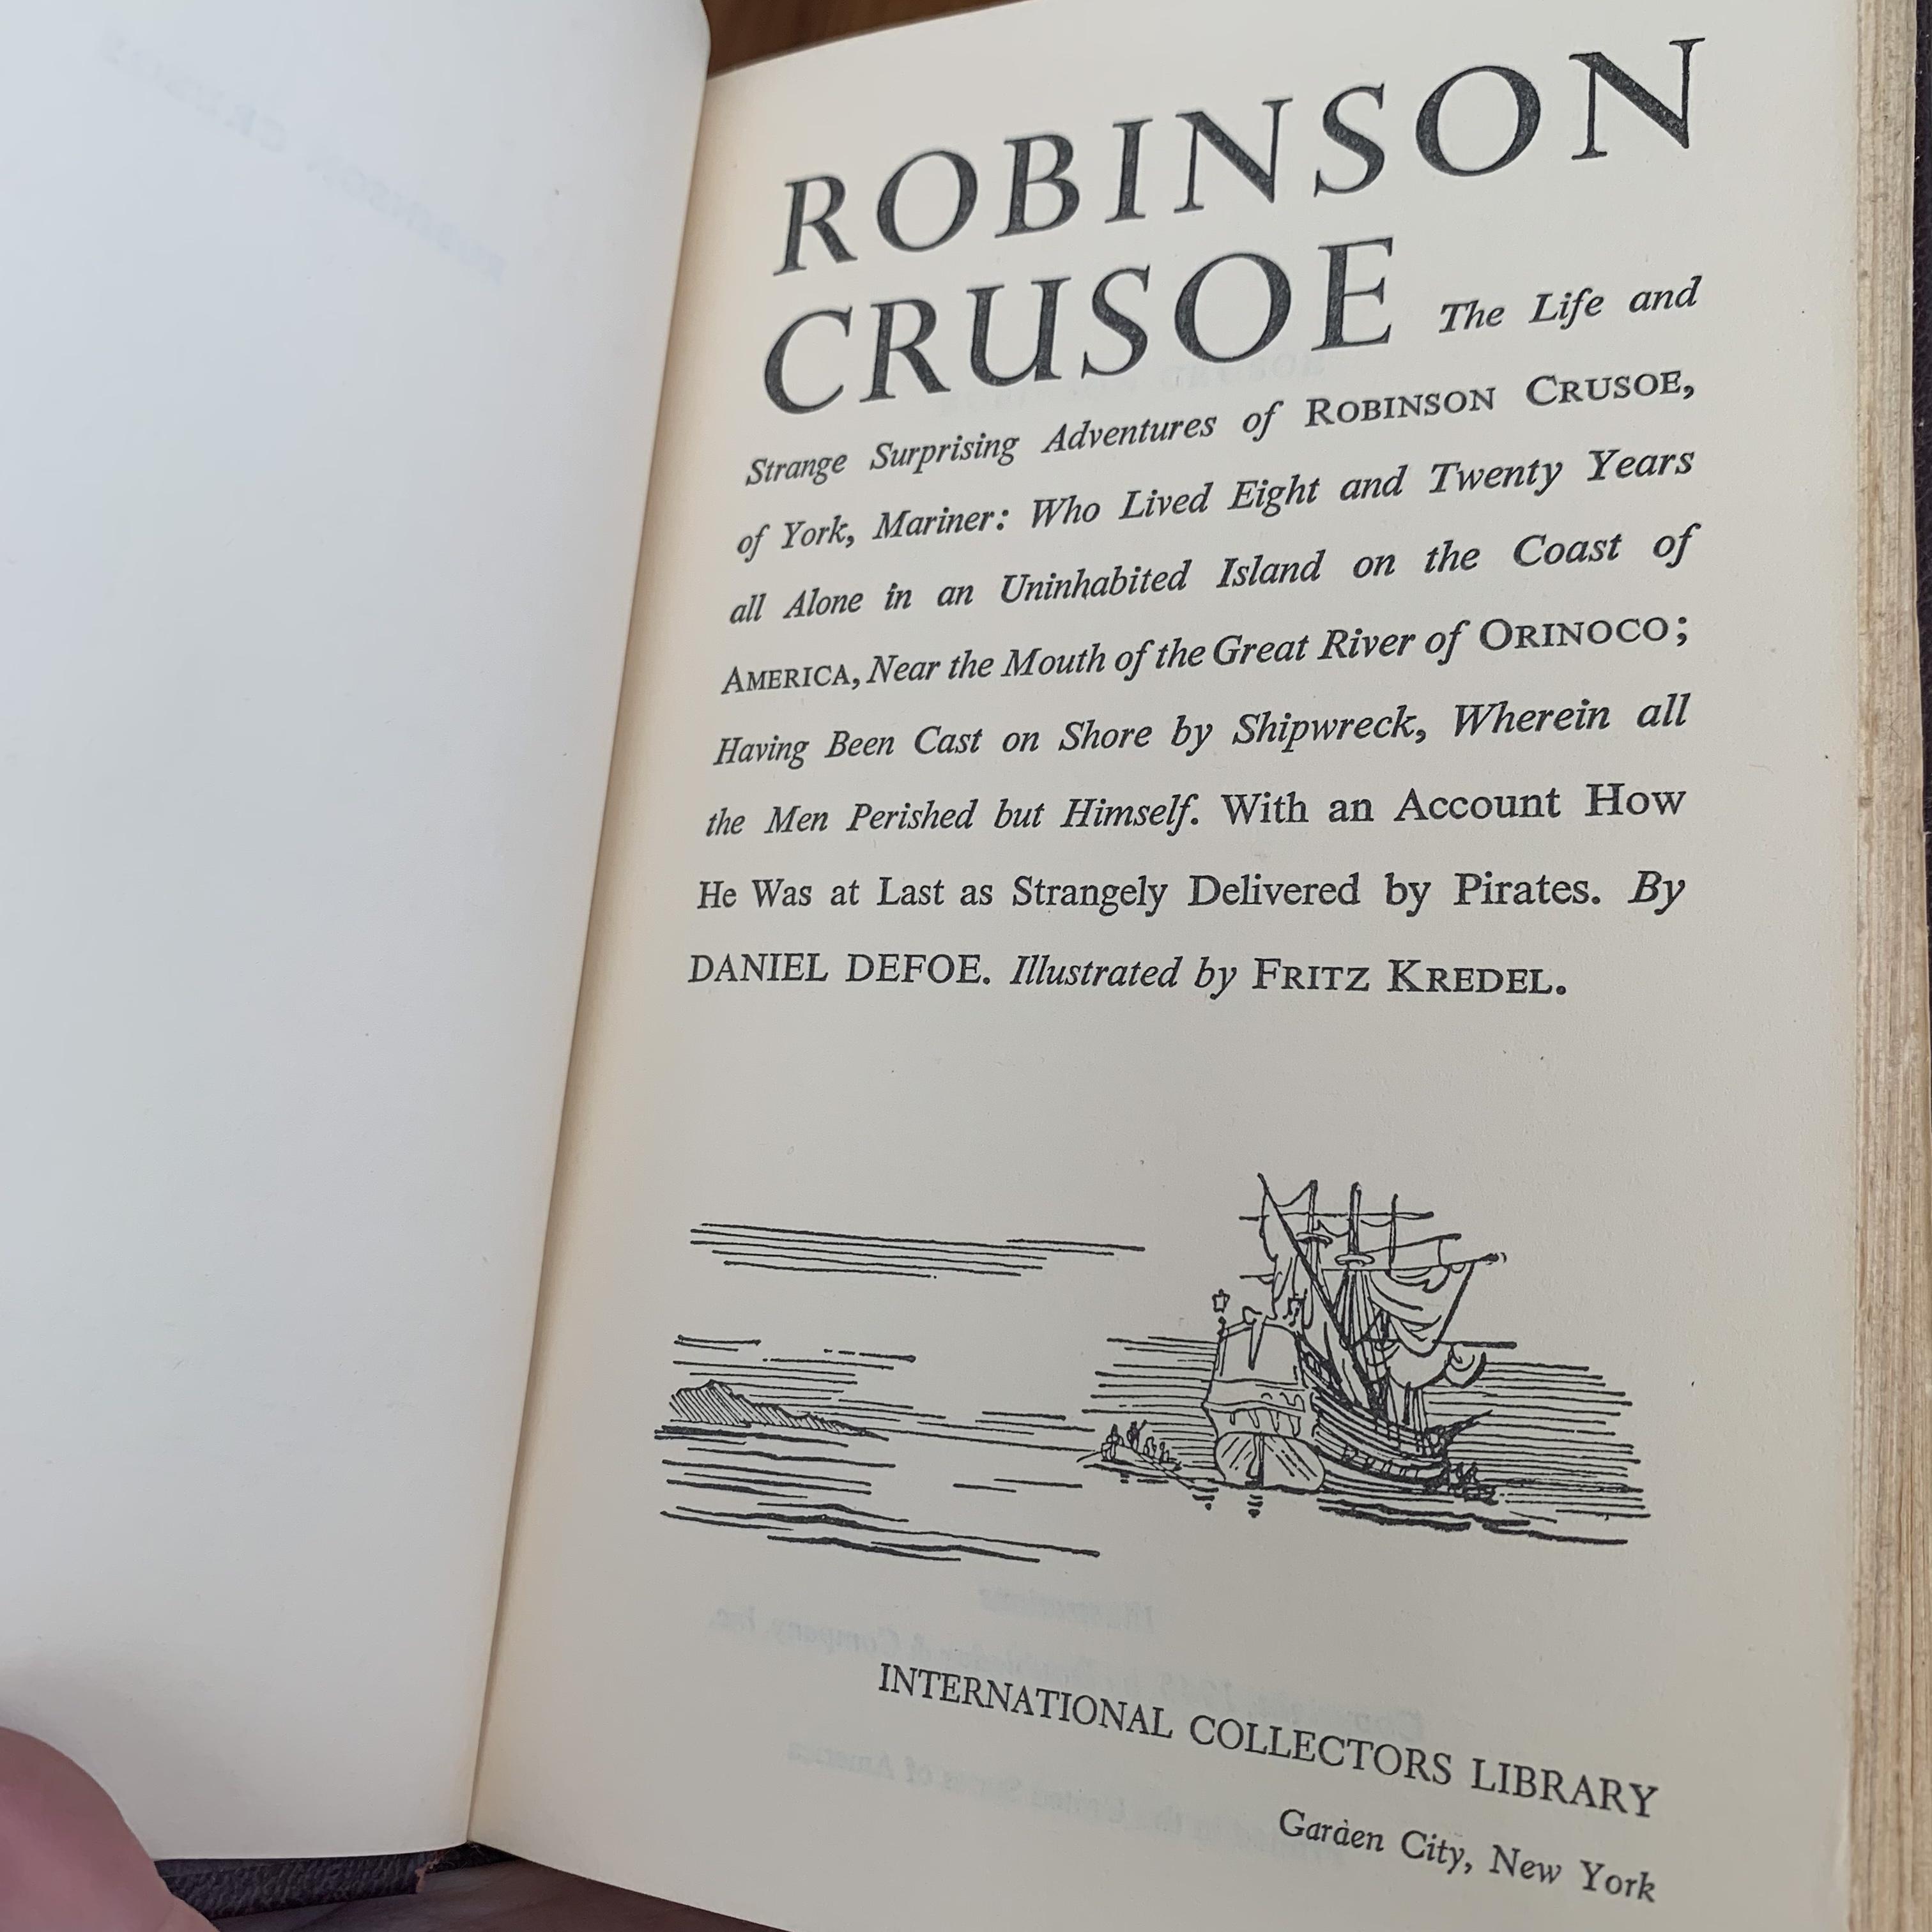 ROBINSON
CRUSOE The Life and
Strange Surprising Adventures of ROBINSON CRUSOE,
of York, Mariner: Who Lived Eight and Twenty Years
all Alone in an Uninhabited Island on the Coast of
AMERICA, Near the Mouth of the Great River of ORINOCO;
Having Been Cast on Shore by Shipwreck, Wherein all
the Men Perished but Himself. With an Account How
He Was at Last as Strangely Delivered by Pirates. By
DANIEL DEFOE. Illustrated by FRITZ KREDEL.
INTERNATIONAL COLLECTORS LIBRARY
Garden City, New York